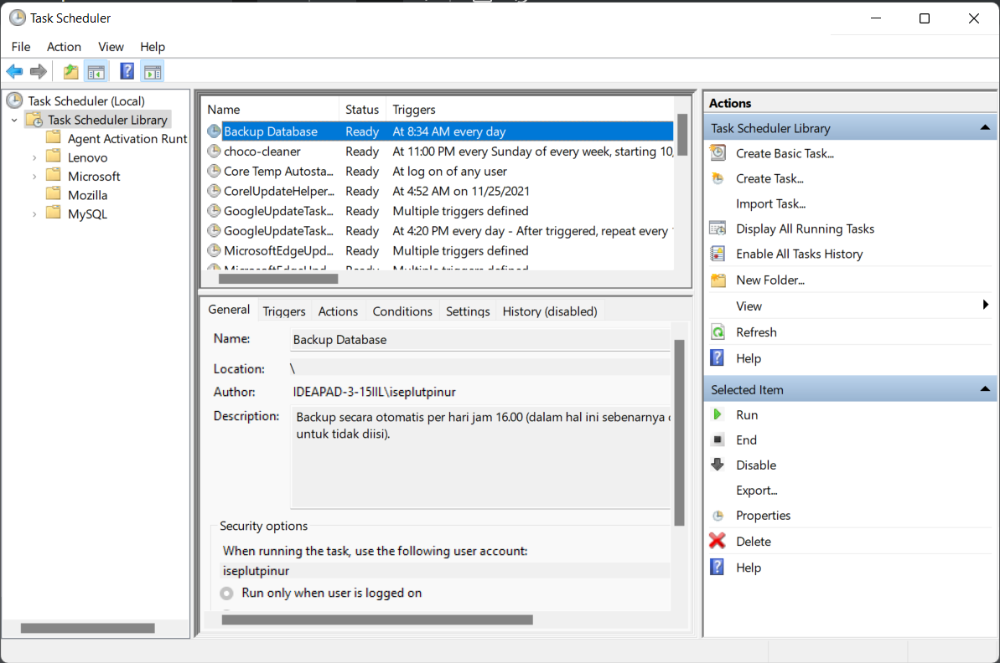 Task Scheduler
File Action View Help
Task Scheduler (Local)
Task Scheduler Library
Agent Activation Runt
Lenovo
Microsoft
Mozilla
MySQL
Name Status Triggers
Backup Database Ready At 8:34 AM every day
choco-cleaner Ready At 11:00 PM every Sunday of every week, starting 10,
Core Temp Autosta... Ready At log on of any user
CorelUpdateHelper... Ready At 4:52 AM on 11/25/2021
GoogleUpdateTask... Ready Multiple triggers defined
GoogleUpdateTask... Ready At 4:20 PM every day - After triggered, repeat every
MicrosoftEdgeUpd... Ready Multiple triggers defined
MicrosoftEdgeUpd... Ready Multiple triggers defined
General Triggers Actions Conditions Settings History (disabled)
Name: Backup Database
Location: \
Author: IDEAPAD-3-15IIL\iseplutpinur
Description: Backup secara otomatis per hari jam 16.00 (dalam hal ini sebenarnya
untuk tidak diisi).
Security options
When running the task, use the following user account:
iseplutpinur
Run only when user is logged on
Actions
Task Scheduler Library
Create Basic Task...
Create Task...
Import Task...
Display All Running Tasks
Enable All Tasks History
New Folder...
View
Refresh
Help
Selected Item
Run
End
Disable
Export...
Properties
Delete
Help